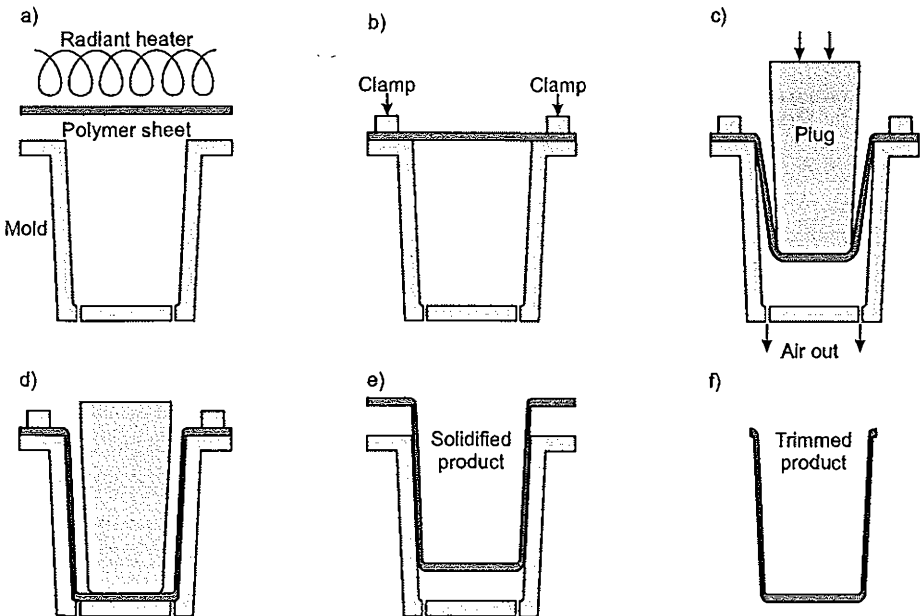 a)
Radiant heater
Polymer sheet
Mold
b)
Clamp
Clamp
c)
Plug
Air out
d)
e)
Solidified
product
f)
Trimmed
product